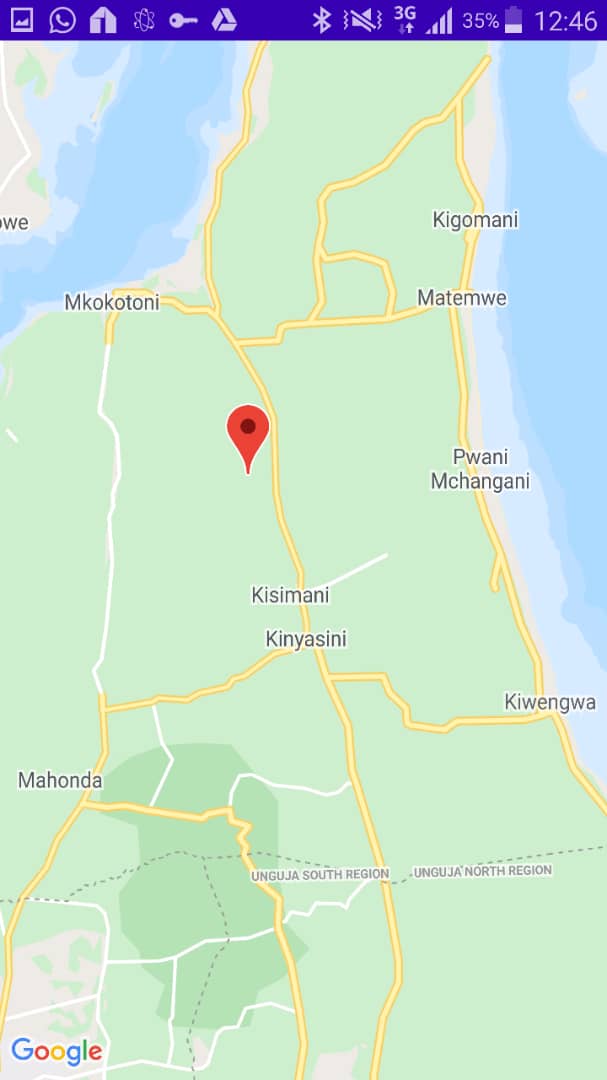 3G 35% 12:46
owe
Kigomani
Mkokotoni
Matemwe
Pwani
Mchangani
Kisimani
Kinyasini
Kiwengwa
Mahonda
UNGUJA SOUTH REGION
UNGUJA NORTH REGION
Google